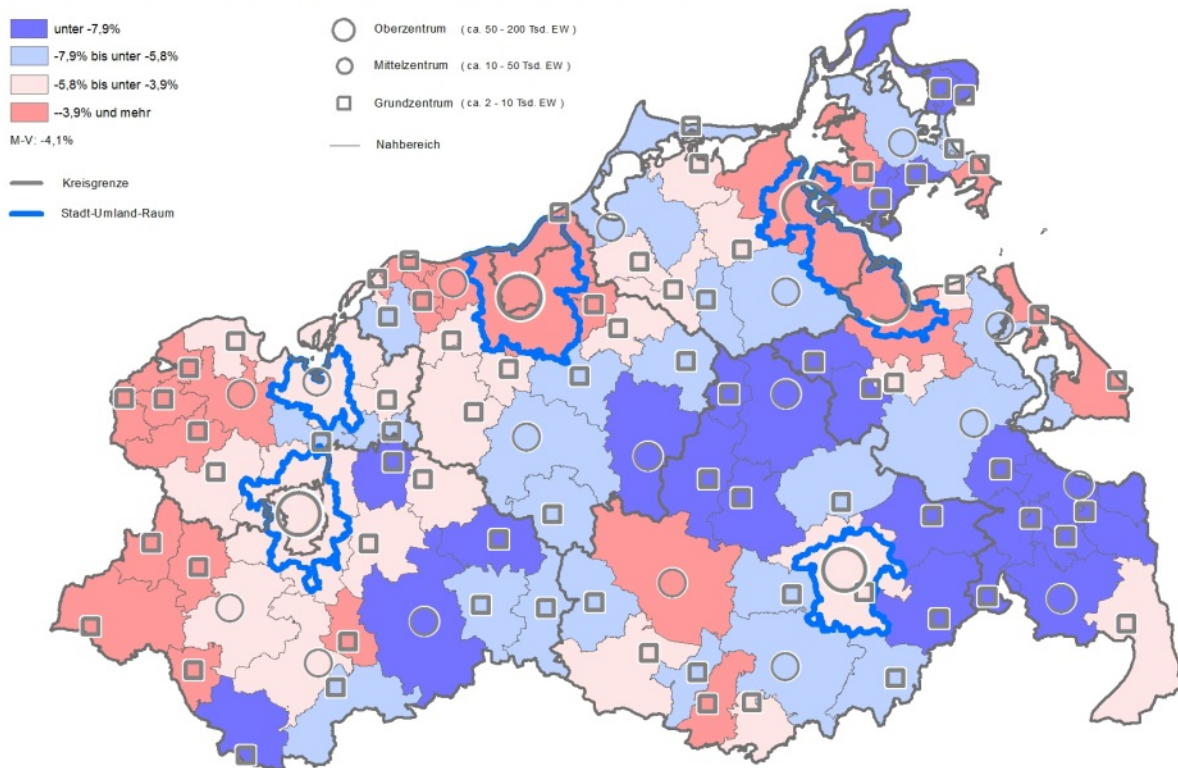 unter -7,9%
-7,9% bis unter -5,8%
-5,8% bis unter -3,9%
--3,9% und mehr
M-V: -4,1%
Kreisgrenze
Stadt-Umland-Raum
Oberzentrum ( ca. 50 - 200 Tsd. EW )
Mittelzentrum ( ca. 10 - 50 Tsd. EW )
Grundzentrum ( ca. 2 - 10 Tsd. EW )
Nahbereich